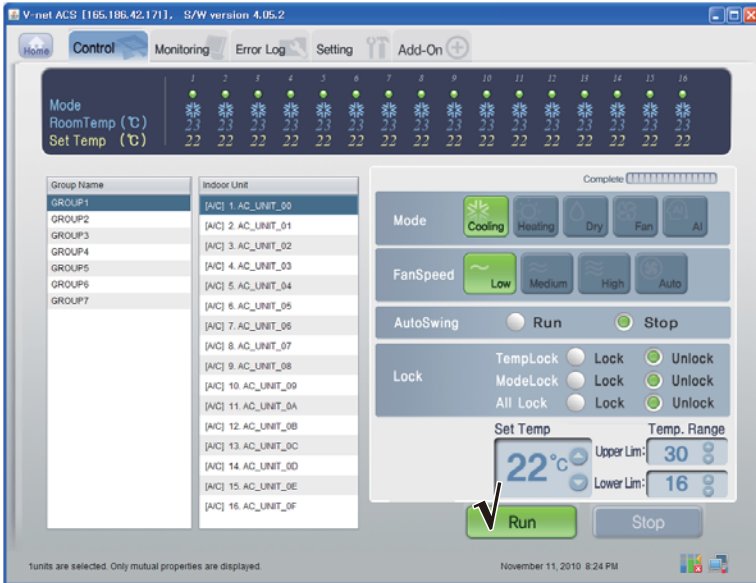 V-net ACS [165.186.42.171],   S/W version 4.05.2
Home Control Monitoring Error Log Setting Add-On
1 2 3 4 5 6 7 8 9 10 11 12 13 14 15 16
Mode
RoomTemp (℃) 23 23 23 23 23 23 23 23 23 23 23 23 23 23 23 23
Set Temp (℃) 22 22 22 22 22 22 22 22 22 22 22 22 22 22 22 22
Group Name
GROUP1
GROUP2
GROUP3
GROUP4
GROUP5
GROUP6
GROUP7
Indoor Unit
[A/C] 1. AC_UNIT_00
[A/C] 2. AC_UNIT_01
[A/C] 3. AC_UNIT_02
[A/C] 4. AC_UNIT_03
[A/C] 5. AC_UNIT_04
[A/C] 6. AC_UNIT_05
[A/C] 7. AC_UNIT_06
[A/C] 8. AC_UNIT_07
[A/C] 9. AC_UNIT_08
[A/C] 10. AC_UNIT_09
[A/C] 11. AC_UNIT_0A
[A/C] 12. AC_UNIT_0B
[A/C] 13. AC_UNIT_0C
[A/C] 14. AC_UNIT_0D
[A/C] 15. AC_UNIT_0E
[A/C] 16. AC_UNIT_0F
Complete
Mode Cooling Heating Dry Fan AI
FanSpeed Low Medium High Auto
AutoSwing Run Stop
Lock
TempLock Lock Unlock
ModeLock Lock Unlock
All Lock Lock Unlock
Set Temp
22℃
Temp. Range
Upper Lim: 30
Lower Lim: 16
Run Stop
1units are selected. Only mutual properties are displayed.
November 11, 2010  8:24 PM